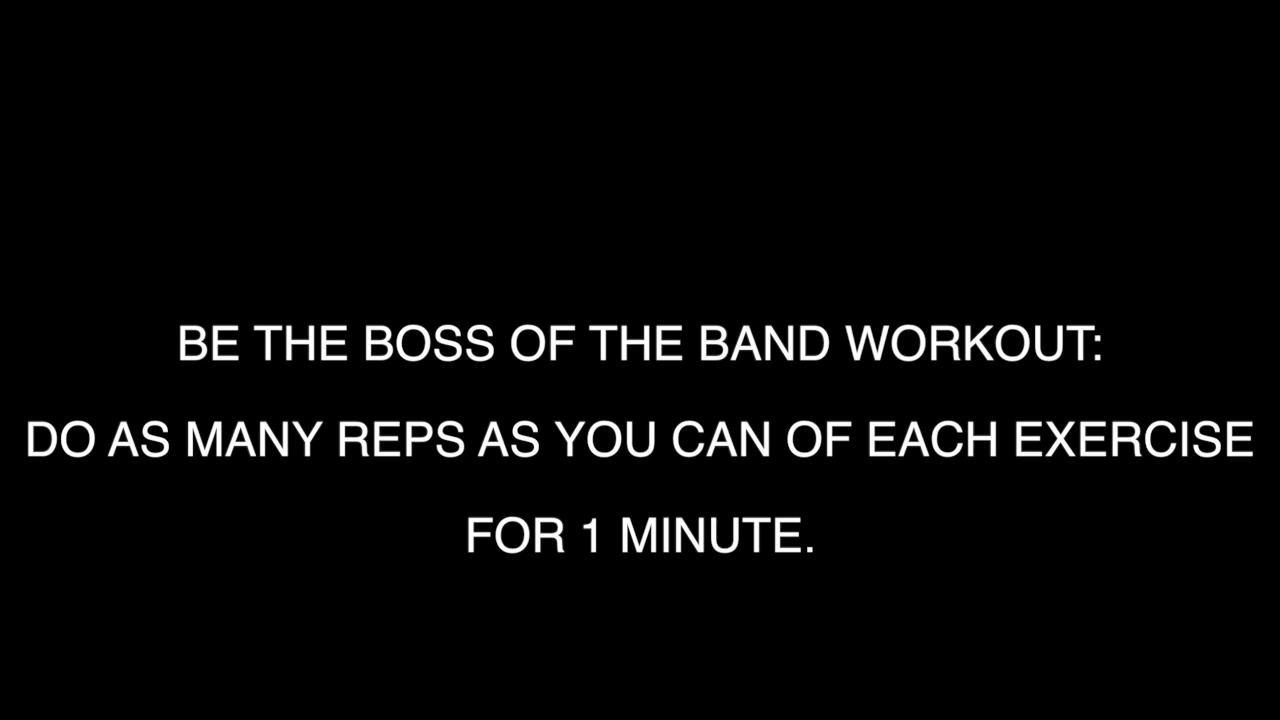 BE THE BOSS OF THE BAND WORKOUT:
DO AS MANY REPS AS YOU CAN OF EACH EXERCISE
FOR 1 MINUTE.